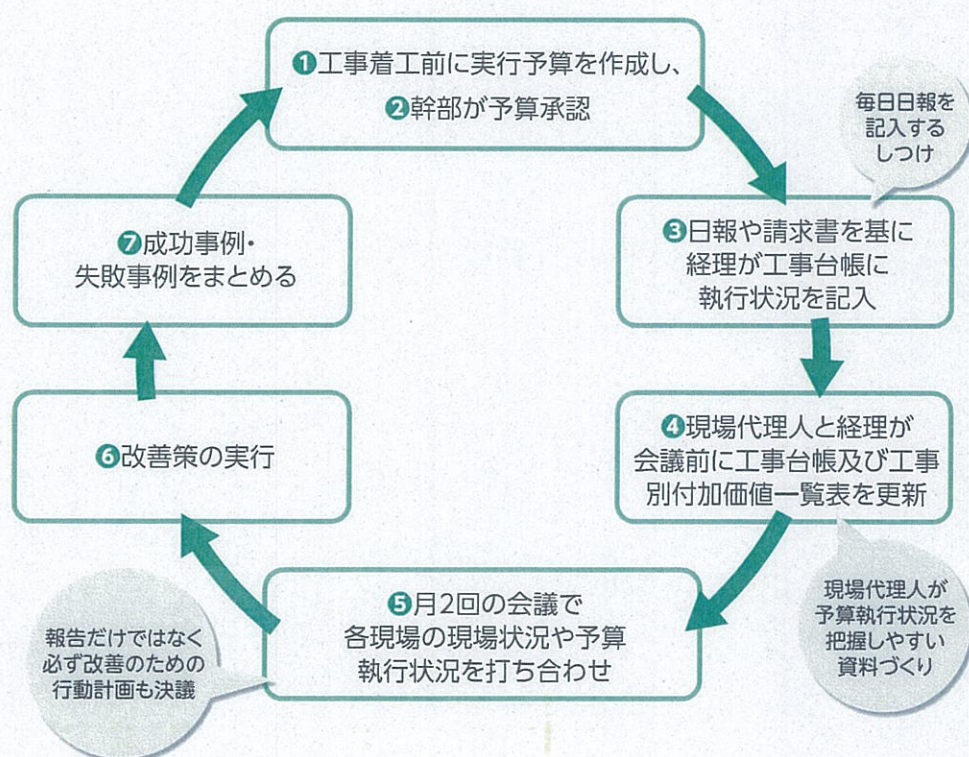 ❶工事着工前に実行予算を作成し、
❷幹部が予算承認
毎日日報を
記入する
しつけ
❸日報や請求書を基に
経理が工事台帳に
執行状況を記入
❹現場代理人と経理が
会議前に工事台帳及び工事
別付加価値一覧表を更新
現場代理人が
予算執行状況を
把握しやすい
資料づくり
❺月2回の会議で
各現場の現場状況や予算
執行状況を打ち合わせ
報告だけではなく
必ず改善のための
行動計画も決議
❻改善策の実行
❼成功事例・
失敗事例をまとめる